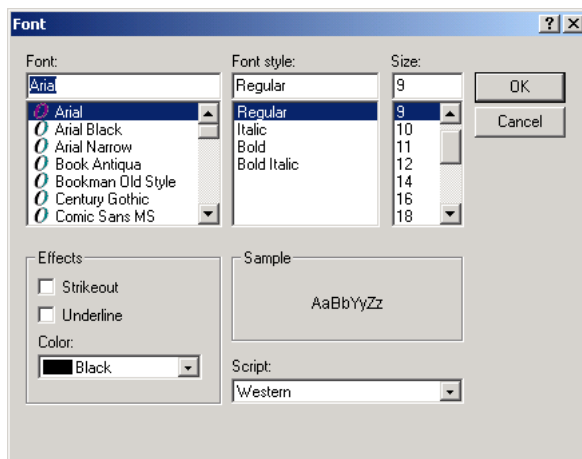 Font
Font:
Arial
Arial
Arial Black
Arial Narrow
Book Antiqua
Bookman Old Style
Century Gothic
Comic Sans MS
Font style:
Regular
Regular
Italic
Bold
Bold Italic
Size:
9
9
10
11
12
14
16
18
OK
Cancel
Effects
Strikeout
Underline
Color:
Black
Sample
AaBbYyZz
Script:
Western